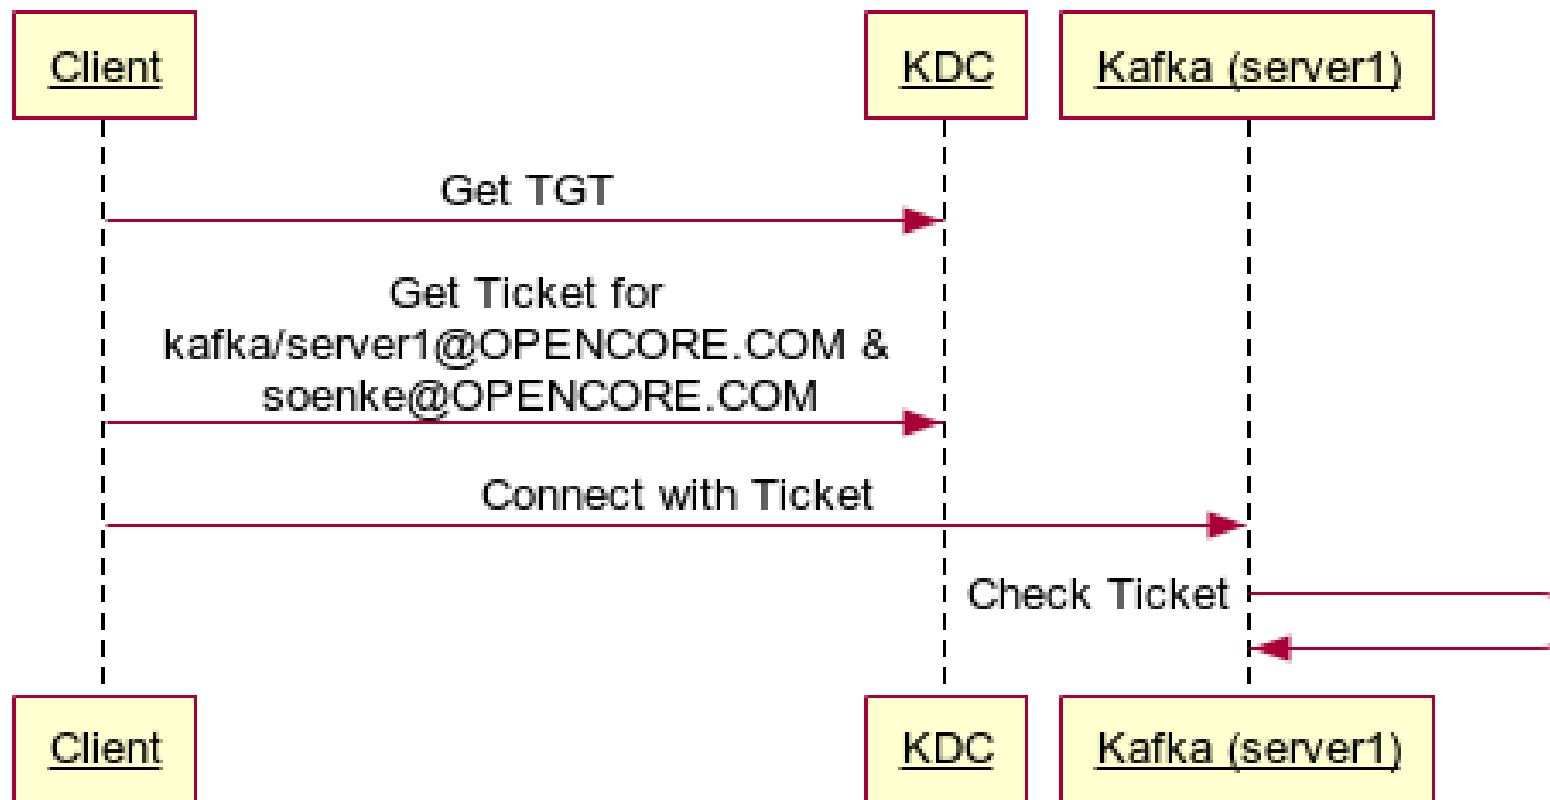 Client
KDC
Kafka (server1)
Get TGT
Get Ticket for
kafka/server1@OPENCORE.COM &
soenke@OPENCORE.COM
Connect with Ticket
Check Ticket
Client
KDC
Kafka (server1)